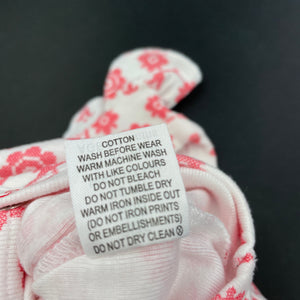 COTTON
WASH BEFORE WEAR
WARM MACHINE WASH
WITH LIKE COLOURS
DO NOT BLEACH
DO NOT TUMBLE DRY
WARM IRON INSIDE OUT
(DO NOT IRON PRINTS
OR EMBELLISHMENTS)
DO NOT DRY CLEAN